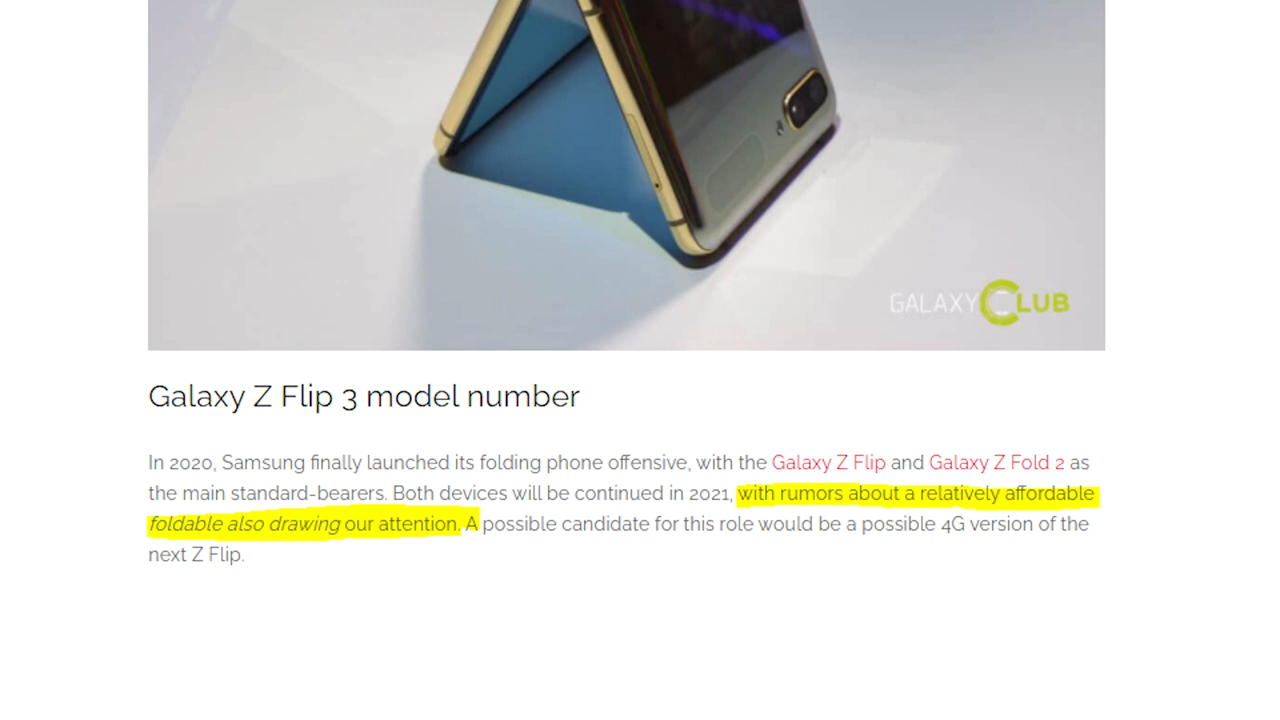 GALAXY CLUB
Galaxy Z Flip 3 model number
In 2020, Samsung finally launched its folding phone offensive, with the Galaxy Z Flip and Galaxy Z Fold 2 as
the main standard-bearers. Both devices will be continued in 2021, with rumors about a relatively affordable
foldable also drawing our attention. A possible candidate for this role would be a possible 4G version of the
next Z Flip.